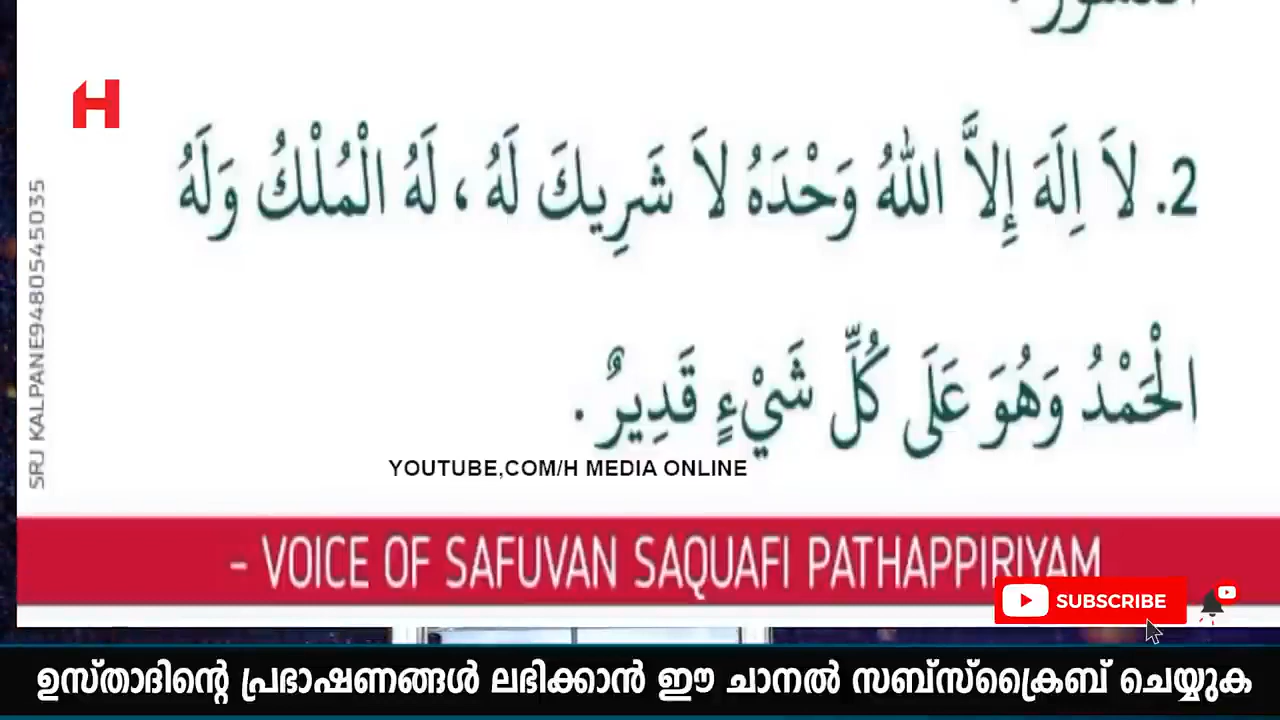 H
2. لاَ اِلَهَ إِلاَّ اللهُ وَحْدَهُ لاَ شَرِيكَ لَهُ ، لَهُ الْمُلْكُ وَلَهُ
الْحَمْدُ وَهُوَ عَلَى كُلِّ شَيْءٍ قَدِيرٌ .
SRJ KALPANE9480545035
YOUTUBE,COM/H MEDIA ONLINE
- VOICE OF SAFUVAN SAQUAFI PATHAPPIRIYAM
SUBSCRIBE
ഉസ്താദിന്റെ പ്രഭാഷണങ്ങൾ ലഭിക്കാൻ ഈ ചാനൽ സബ്സ്ക്രൈബ് ചെയ്യുക